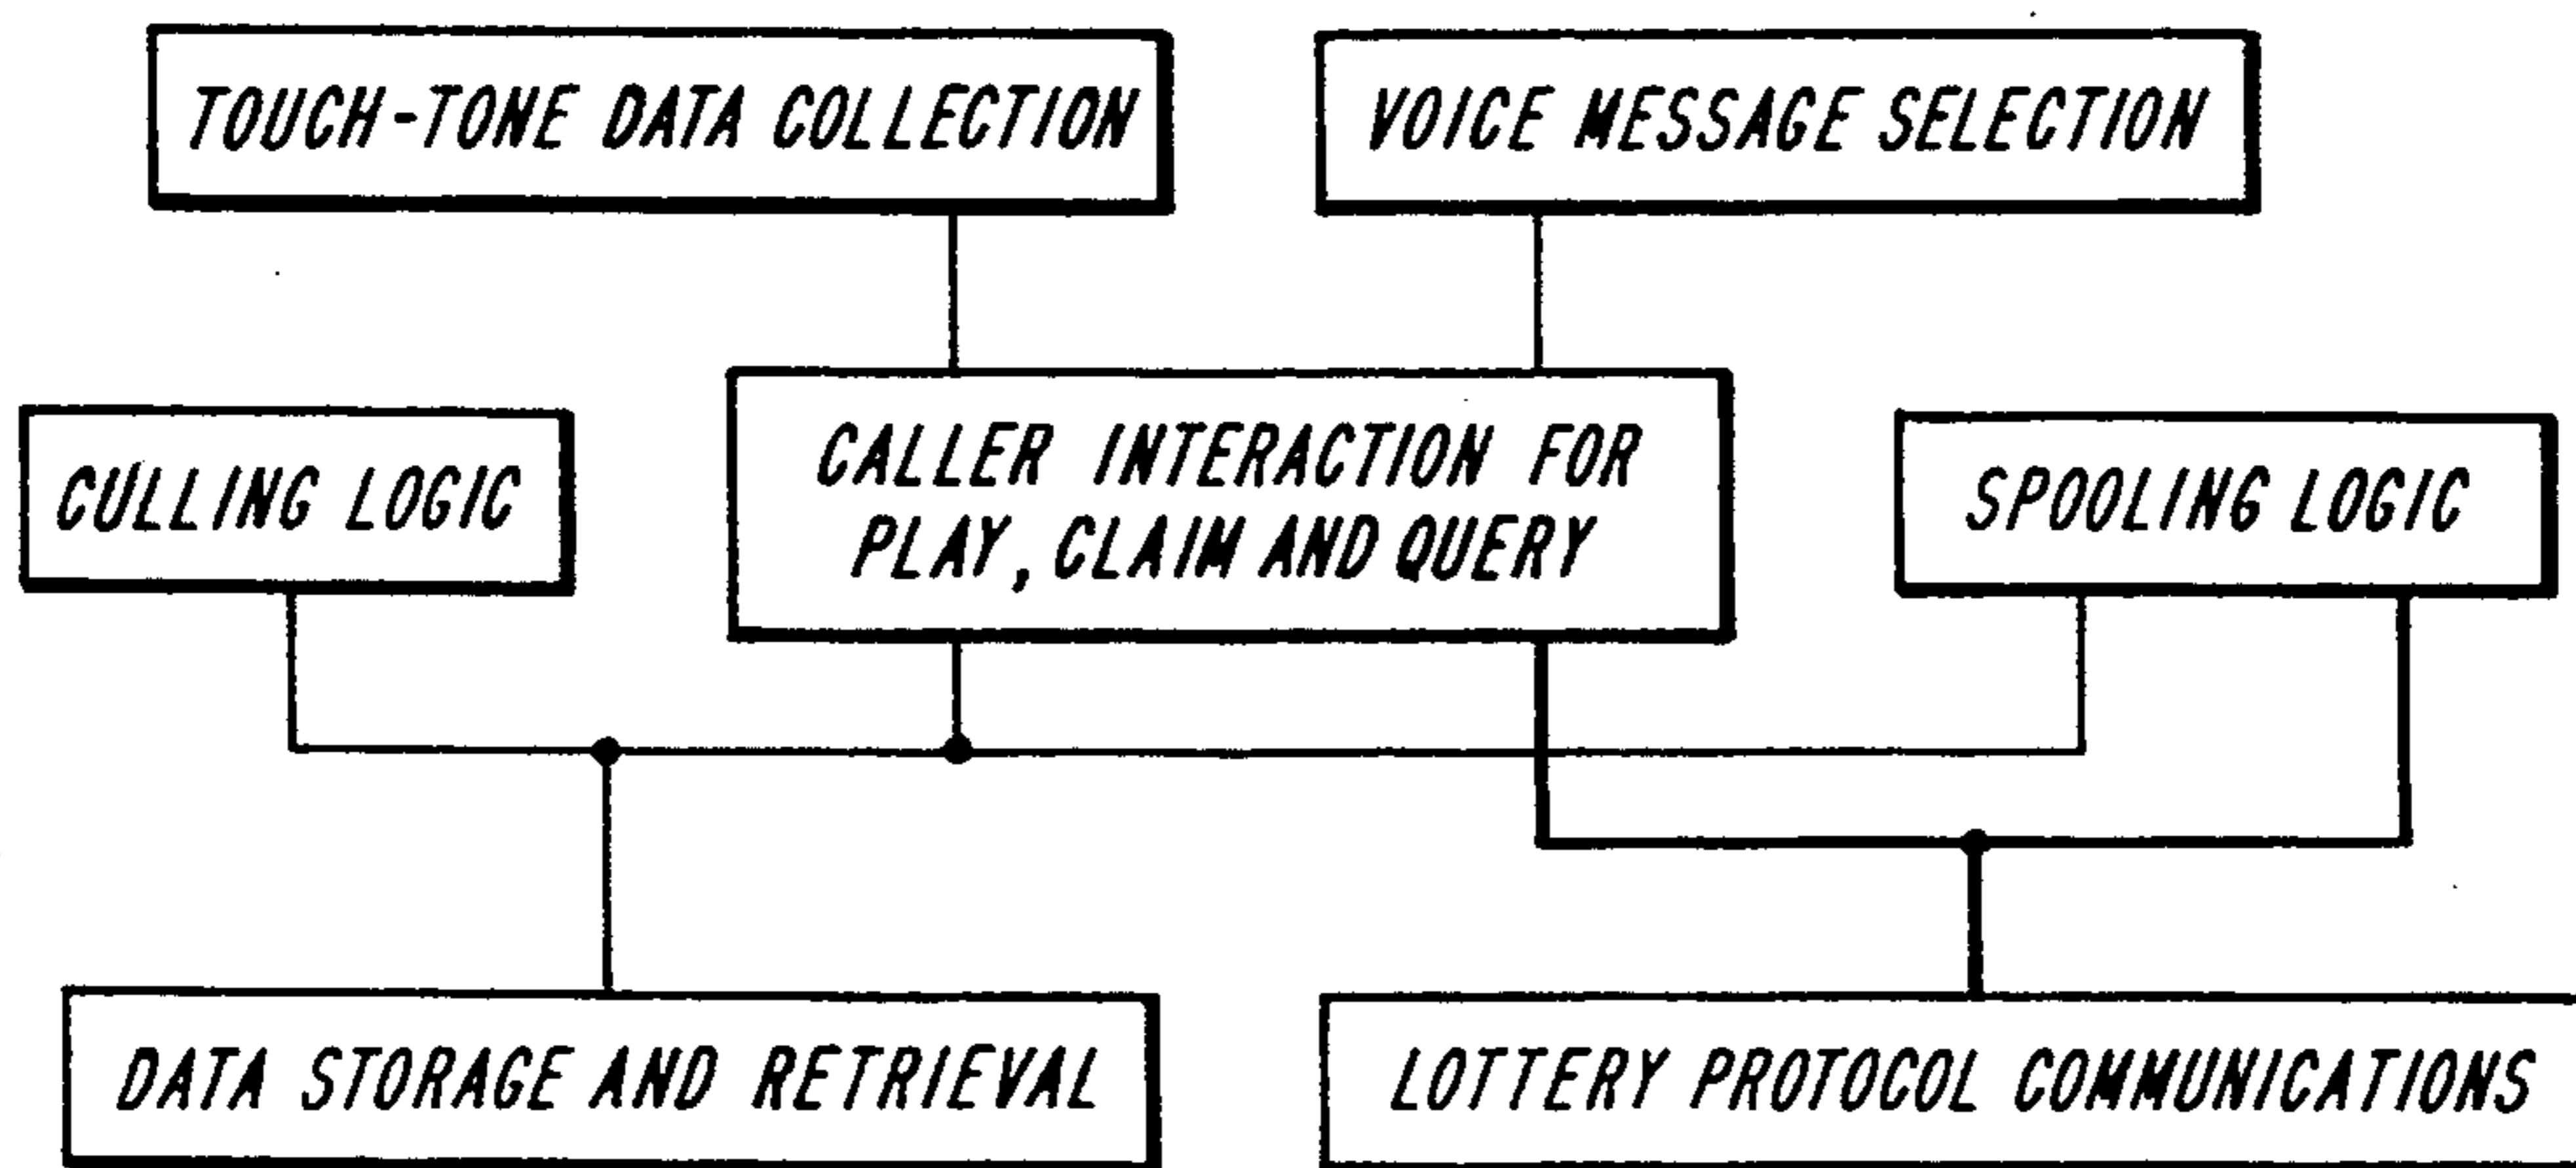 TOUCH-TONE DATA COLLECTION
VOICE MESSAGE SELECTION
CULLING LOGIC
CALLER INTERACTION FOR
PLAY, CLAIM AND QUERY
SPOOLING LOGIC
DATA STORAGE AND RETRIEVAL
LOTTERY PROTOCOL COMMUNICATIONS